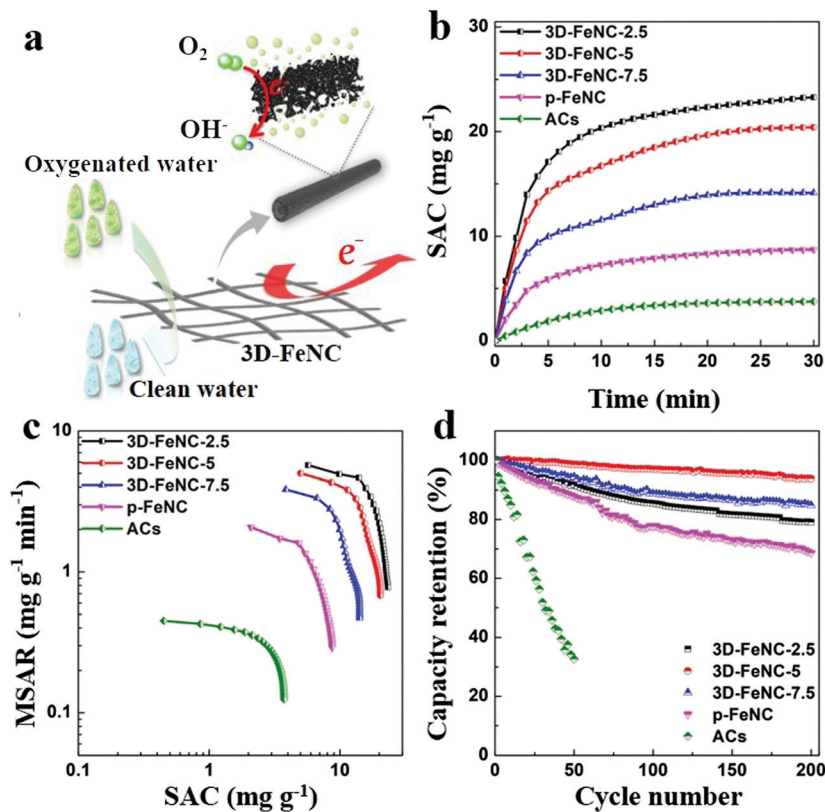 a
O₂
e⁻
OH⁻
Oxygenated water
e⁻
3D-FeNC
Clean water
b
30
20
10
0
SAC (mg g⁻¹)
3D-FeNC-2.5
3D-FeNC-5
3D-FeNC-7.5
p-FeNC
ACs
0 5 10 15 20 25 30
Time (min)
c
10
1
0.1
MSAR (mg g⁻¹ min⁻¹)
3D-FeNC-2.5
3D-FeNC-5
3D-FeNC-7.5
p-FeNC
ACs
0.1 1 10
SAC (mg g⁻¹)
d
100
80
60
40
20
0
Capacity retention (%)
3D-FeNC-2.5
3D-FeNC-5
3D-FeNC-7.5
p-FeNC
ACs
0 50 100 150 200
Cycle number